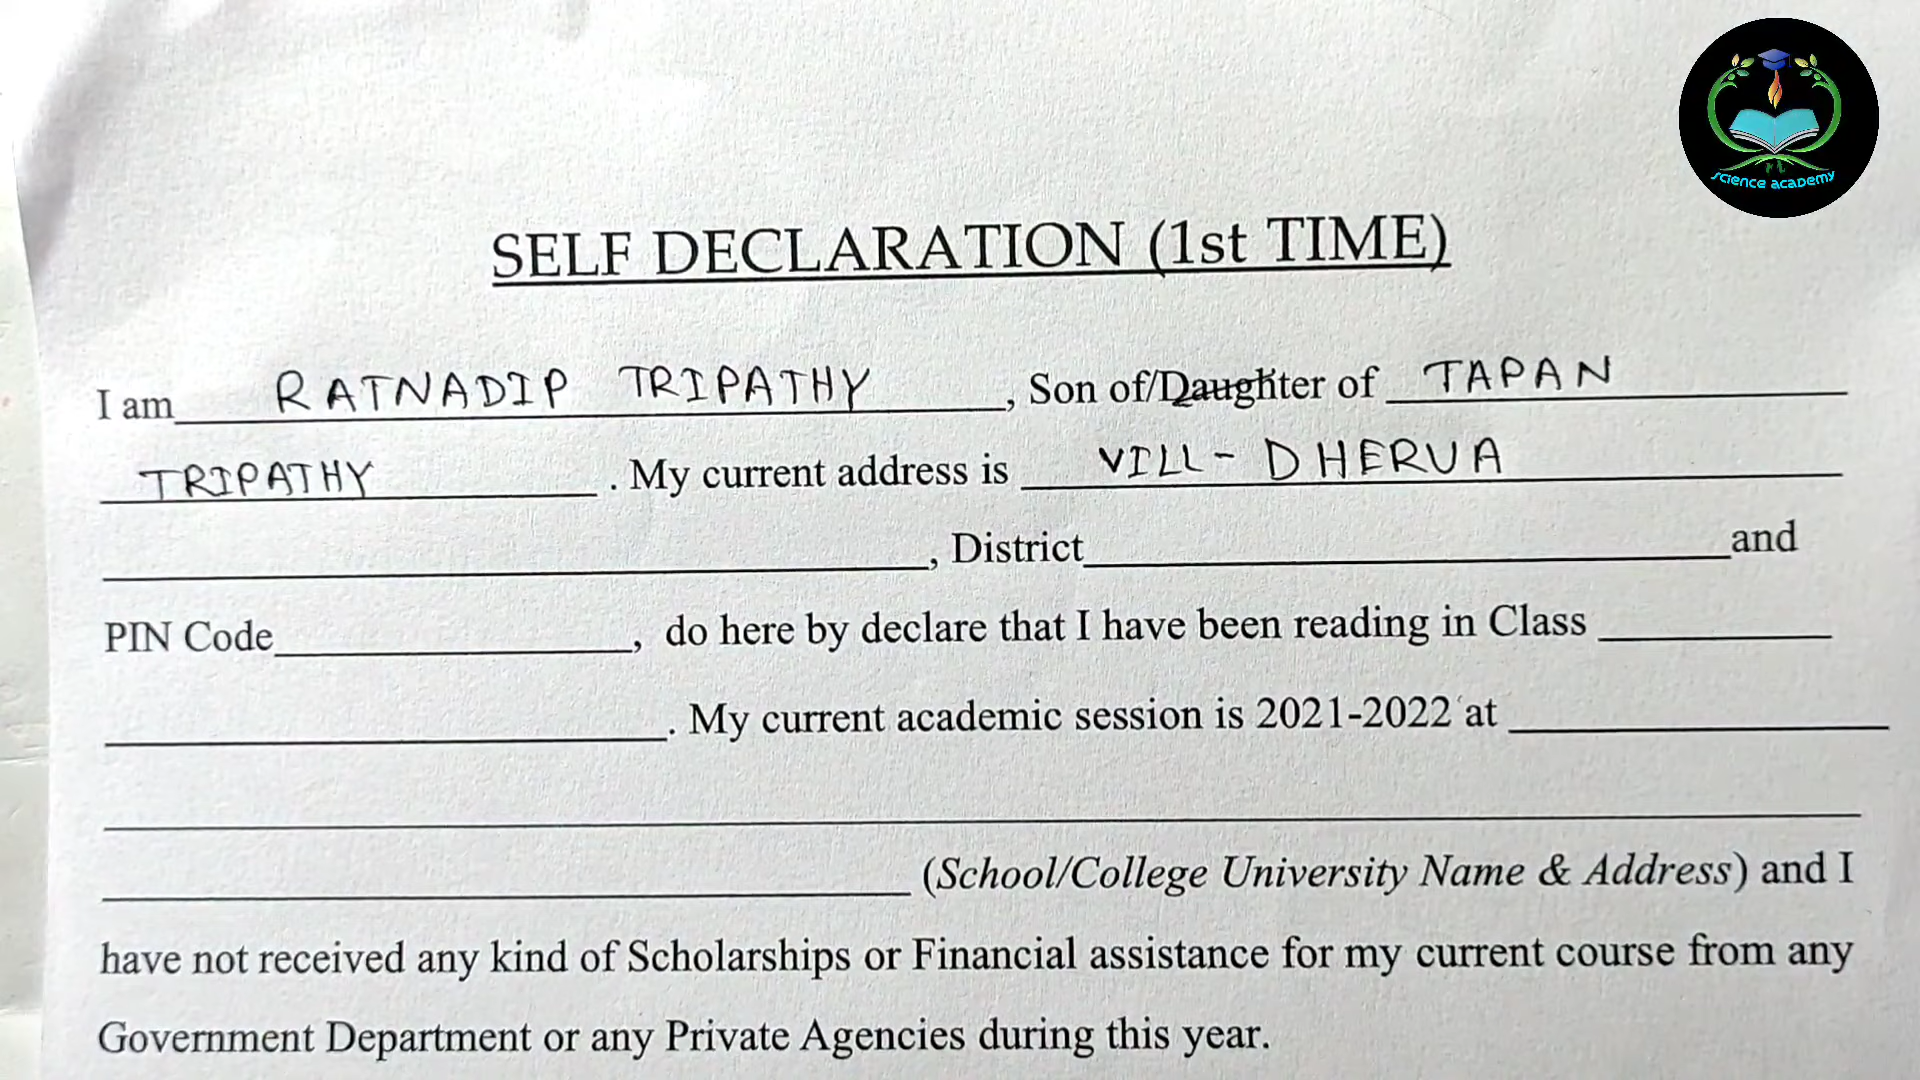 SCIENCE ACADEMY
SELF DECLARATION (1st TIME)
I am RATNADIP TRIPATHY, Son of/Daughter of TAPAN
TRIPATHY. My current address is VILL- DHERUA
, District and
PIN Code, do here by declare that I have been reading in Class
. My current academic session is 2021-2022 at
(School/College University Name & Address) and I
have not received any kind of Scholarships or Financial assistance for my current course from any
Government Department or any Private Agencies during this year.